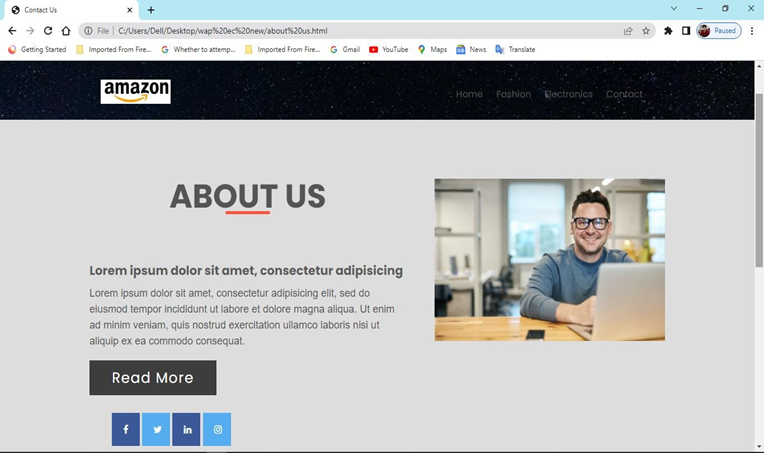 Contact Us
File
C:/Users/Dell/Desktop/wap%20ec%20new/about%20us.html
Paused
Getting Started
Imported From Fire...
Whether to attemp...
Imported From Fire...
Gmail
YouTube
Maps
News
Translate
amazon
Home
Fashion
Electronics
Contact
ABOUT US
Lorem ipsum dolor sit amet, consectetur adipisicing
Lorem ipsum dolor sit amet, consectetur adipisicing elit, sed do
eiusmod tempor incididunt ut labore et dolore magna aliqua. Ut enim
ad minim veniam, quis nostrud exercitation ullamco laboris nisi ut
aliquip ex ea commodo consequat.
Read More